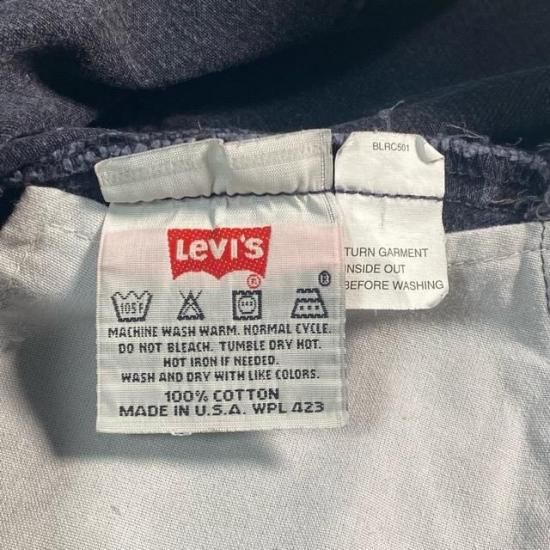 BLRC501
LEVI'S
®
®
TURN GARMENT
INSIDE OUT
BEFORE WASHING
105F
MACHINE WASH WARM. NORMAL CYCLE.
DO NOT BLEACH. TUMBLE DRY HOT.
HOT IRON IF NEEDED.
WASH AND DRY WITH LIKE COLORS.
100% COTTON
MADE IN U.S.A. WPL 423